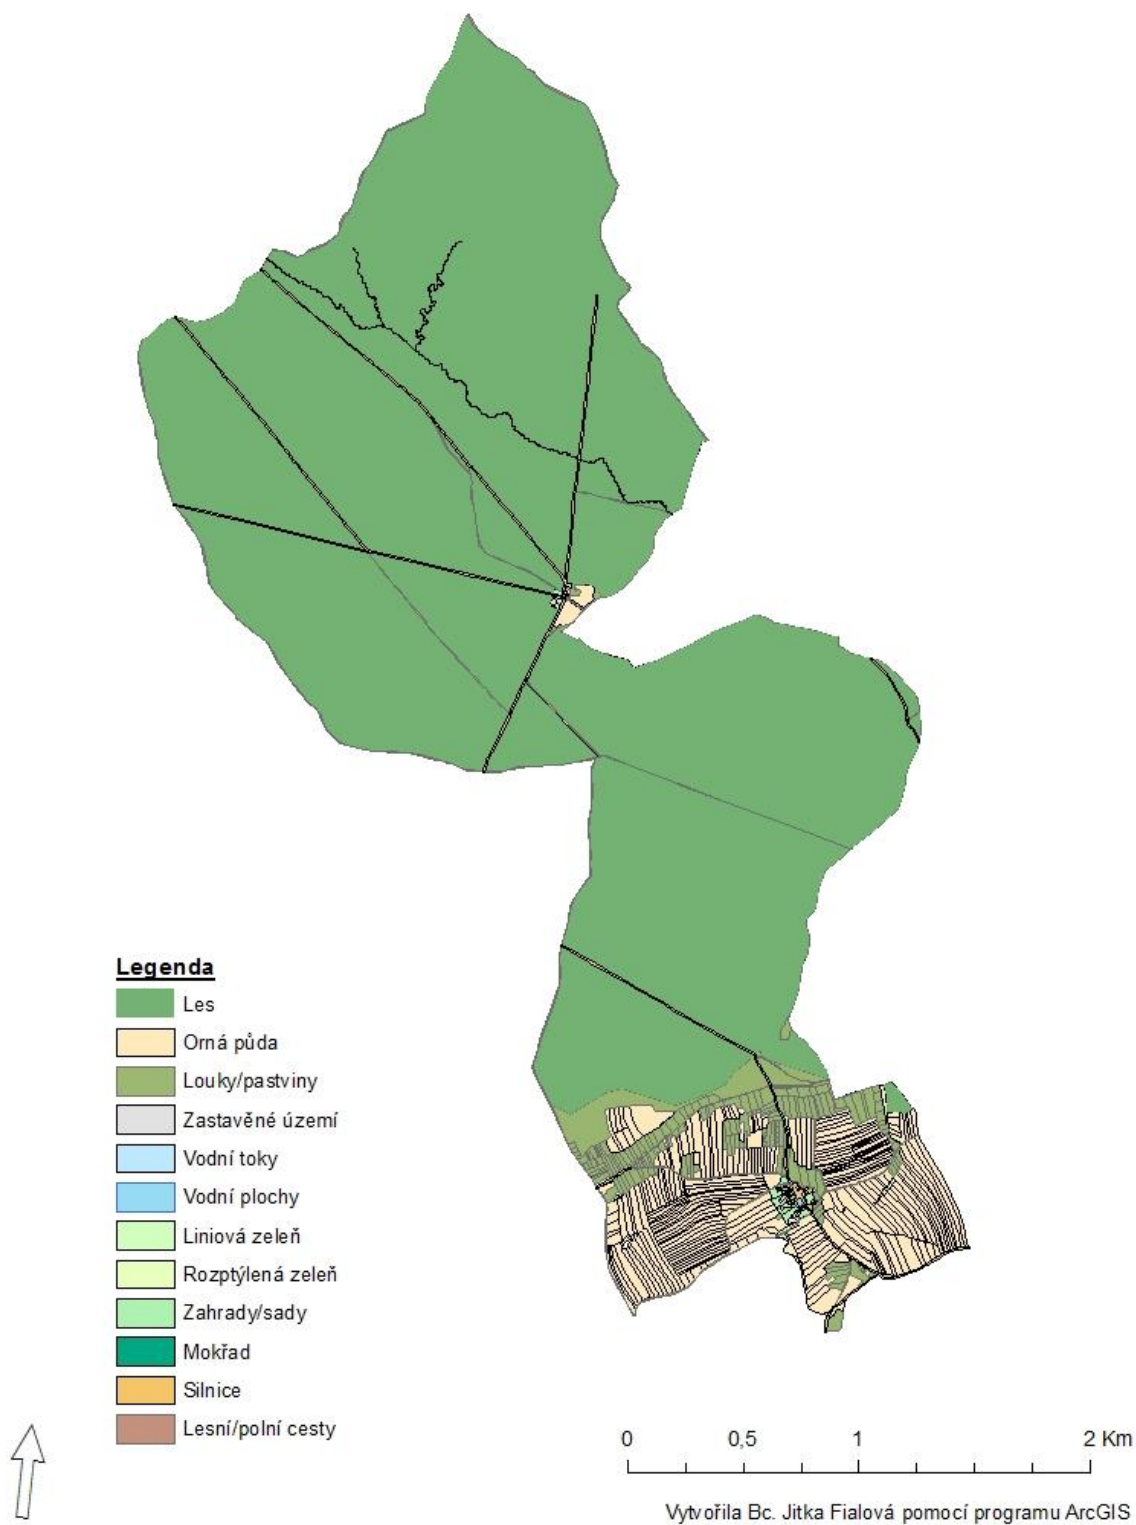 Legenda
Les
Orná půda
Louky/pastviny
Zastavěné území
Vodní toky
Vodní plochy
Liniová zeleň
Rozptýlená zeleň
Zahrady/sady
Mokřad
Silnice
Lesní/polní cesty
0 0,5 1 2 Km
Vytvořila Bc. Jitka Fialová pomocí programu ArcGIS